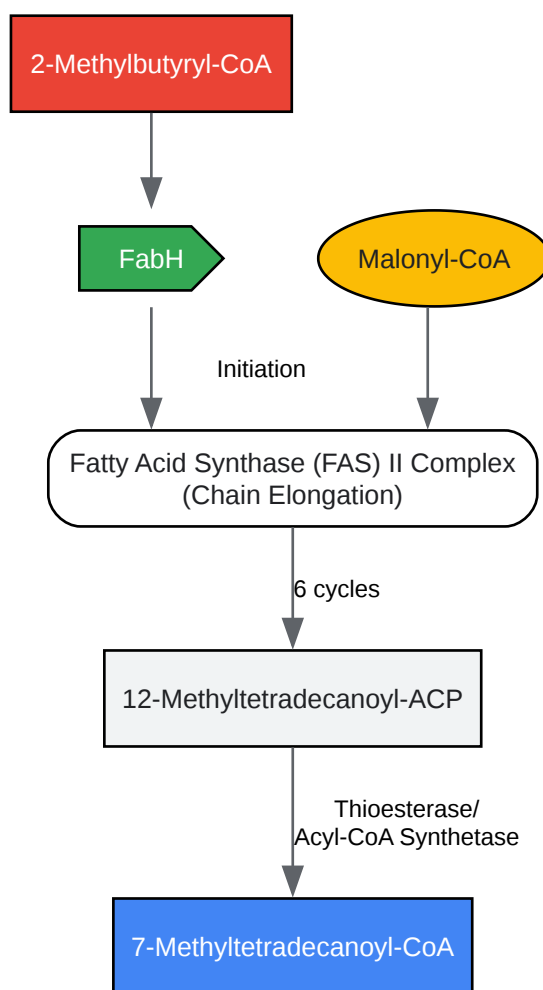 2-Methylbutyryl-CoA
FabH
Malonyl-CoA
Initiation
Fatty Acid Synthase (FAS) II Complex
(Chain Elongation)
6 cycles
12-Methyltetradecanoyl-ACP
Thioesterase/
Acyl-CoA Synthetase
7-Methyltetradecanoyl-CoA